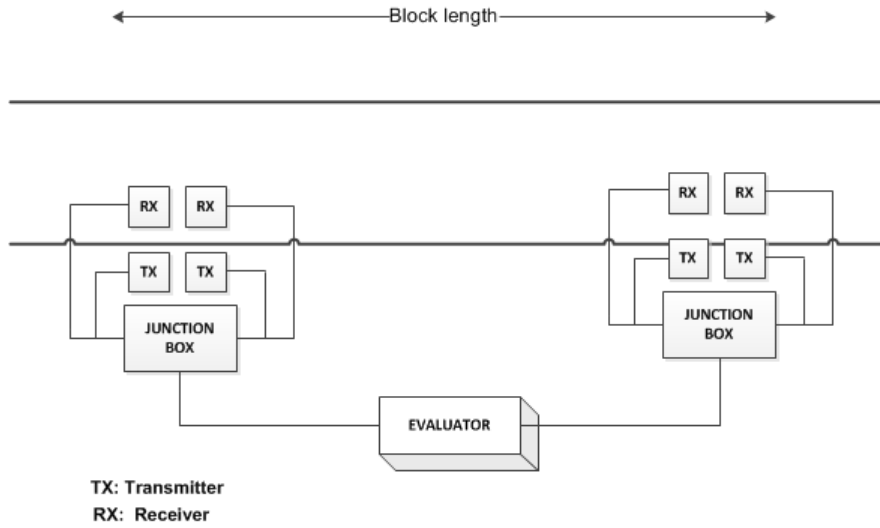 Block length
RX RX RX RX
TX TX TX TX
JUNCTION BOX
JUNCTION BOX
EVALUATOR
TX: Transmitter
RX: Receiver